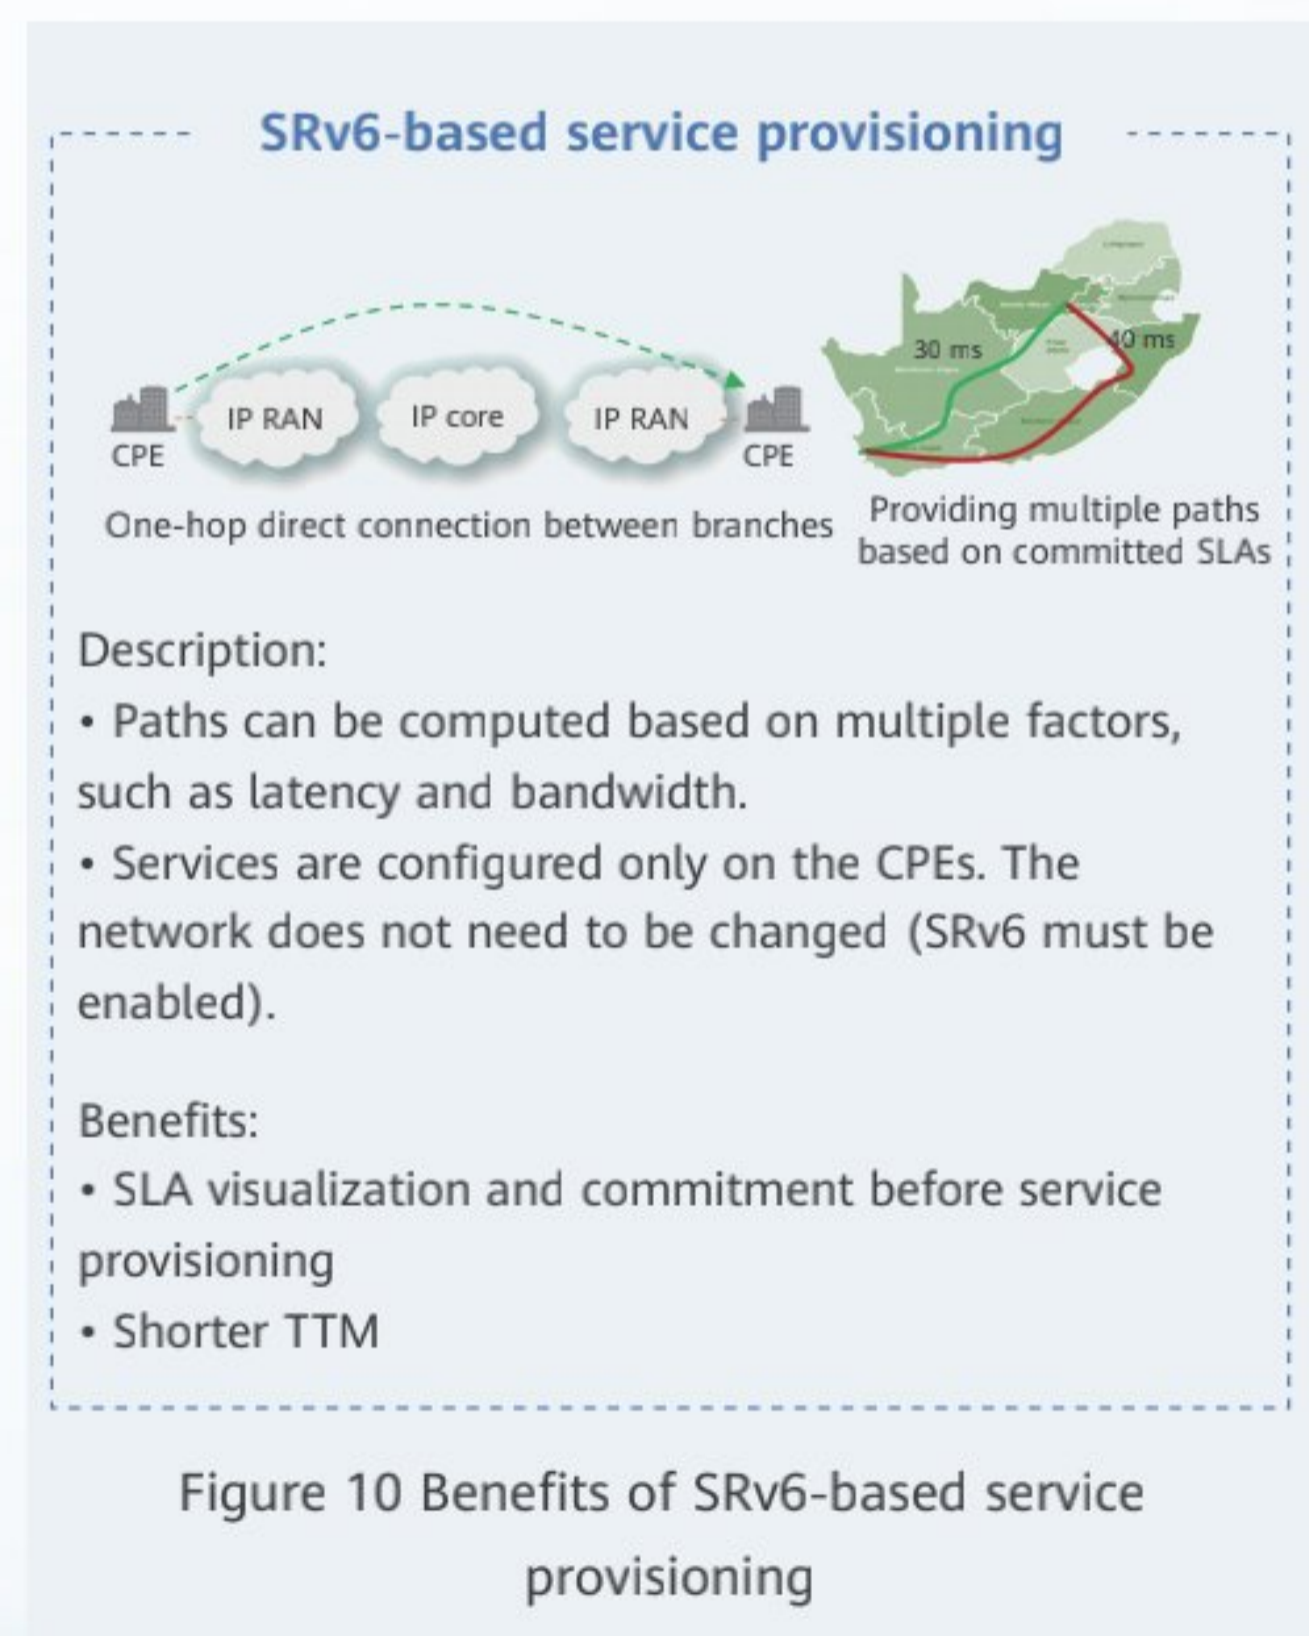 SRv6-based service provisioning
30 ms
40 ms
IP RAN
IP core
IP RAN
CPE
CPE
One-hop direct connection between branches
Providing multiple paths
based on committed SLAs
Description:
• Paths can be computed based on multiple factors,
such as latency and bandwidth.
• Services are configured only on the CPEs. The
network does not need to be changed (SRv6 must be
enabled).
Benefits:
• SLA visualization and commitment before service
provisioning
• Shorter TTM
Figure 10 Benefits of SRv6-based service
provisioning